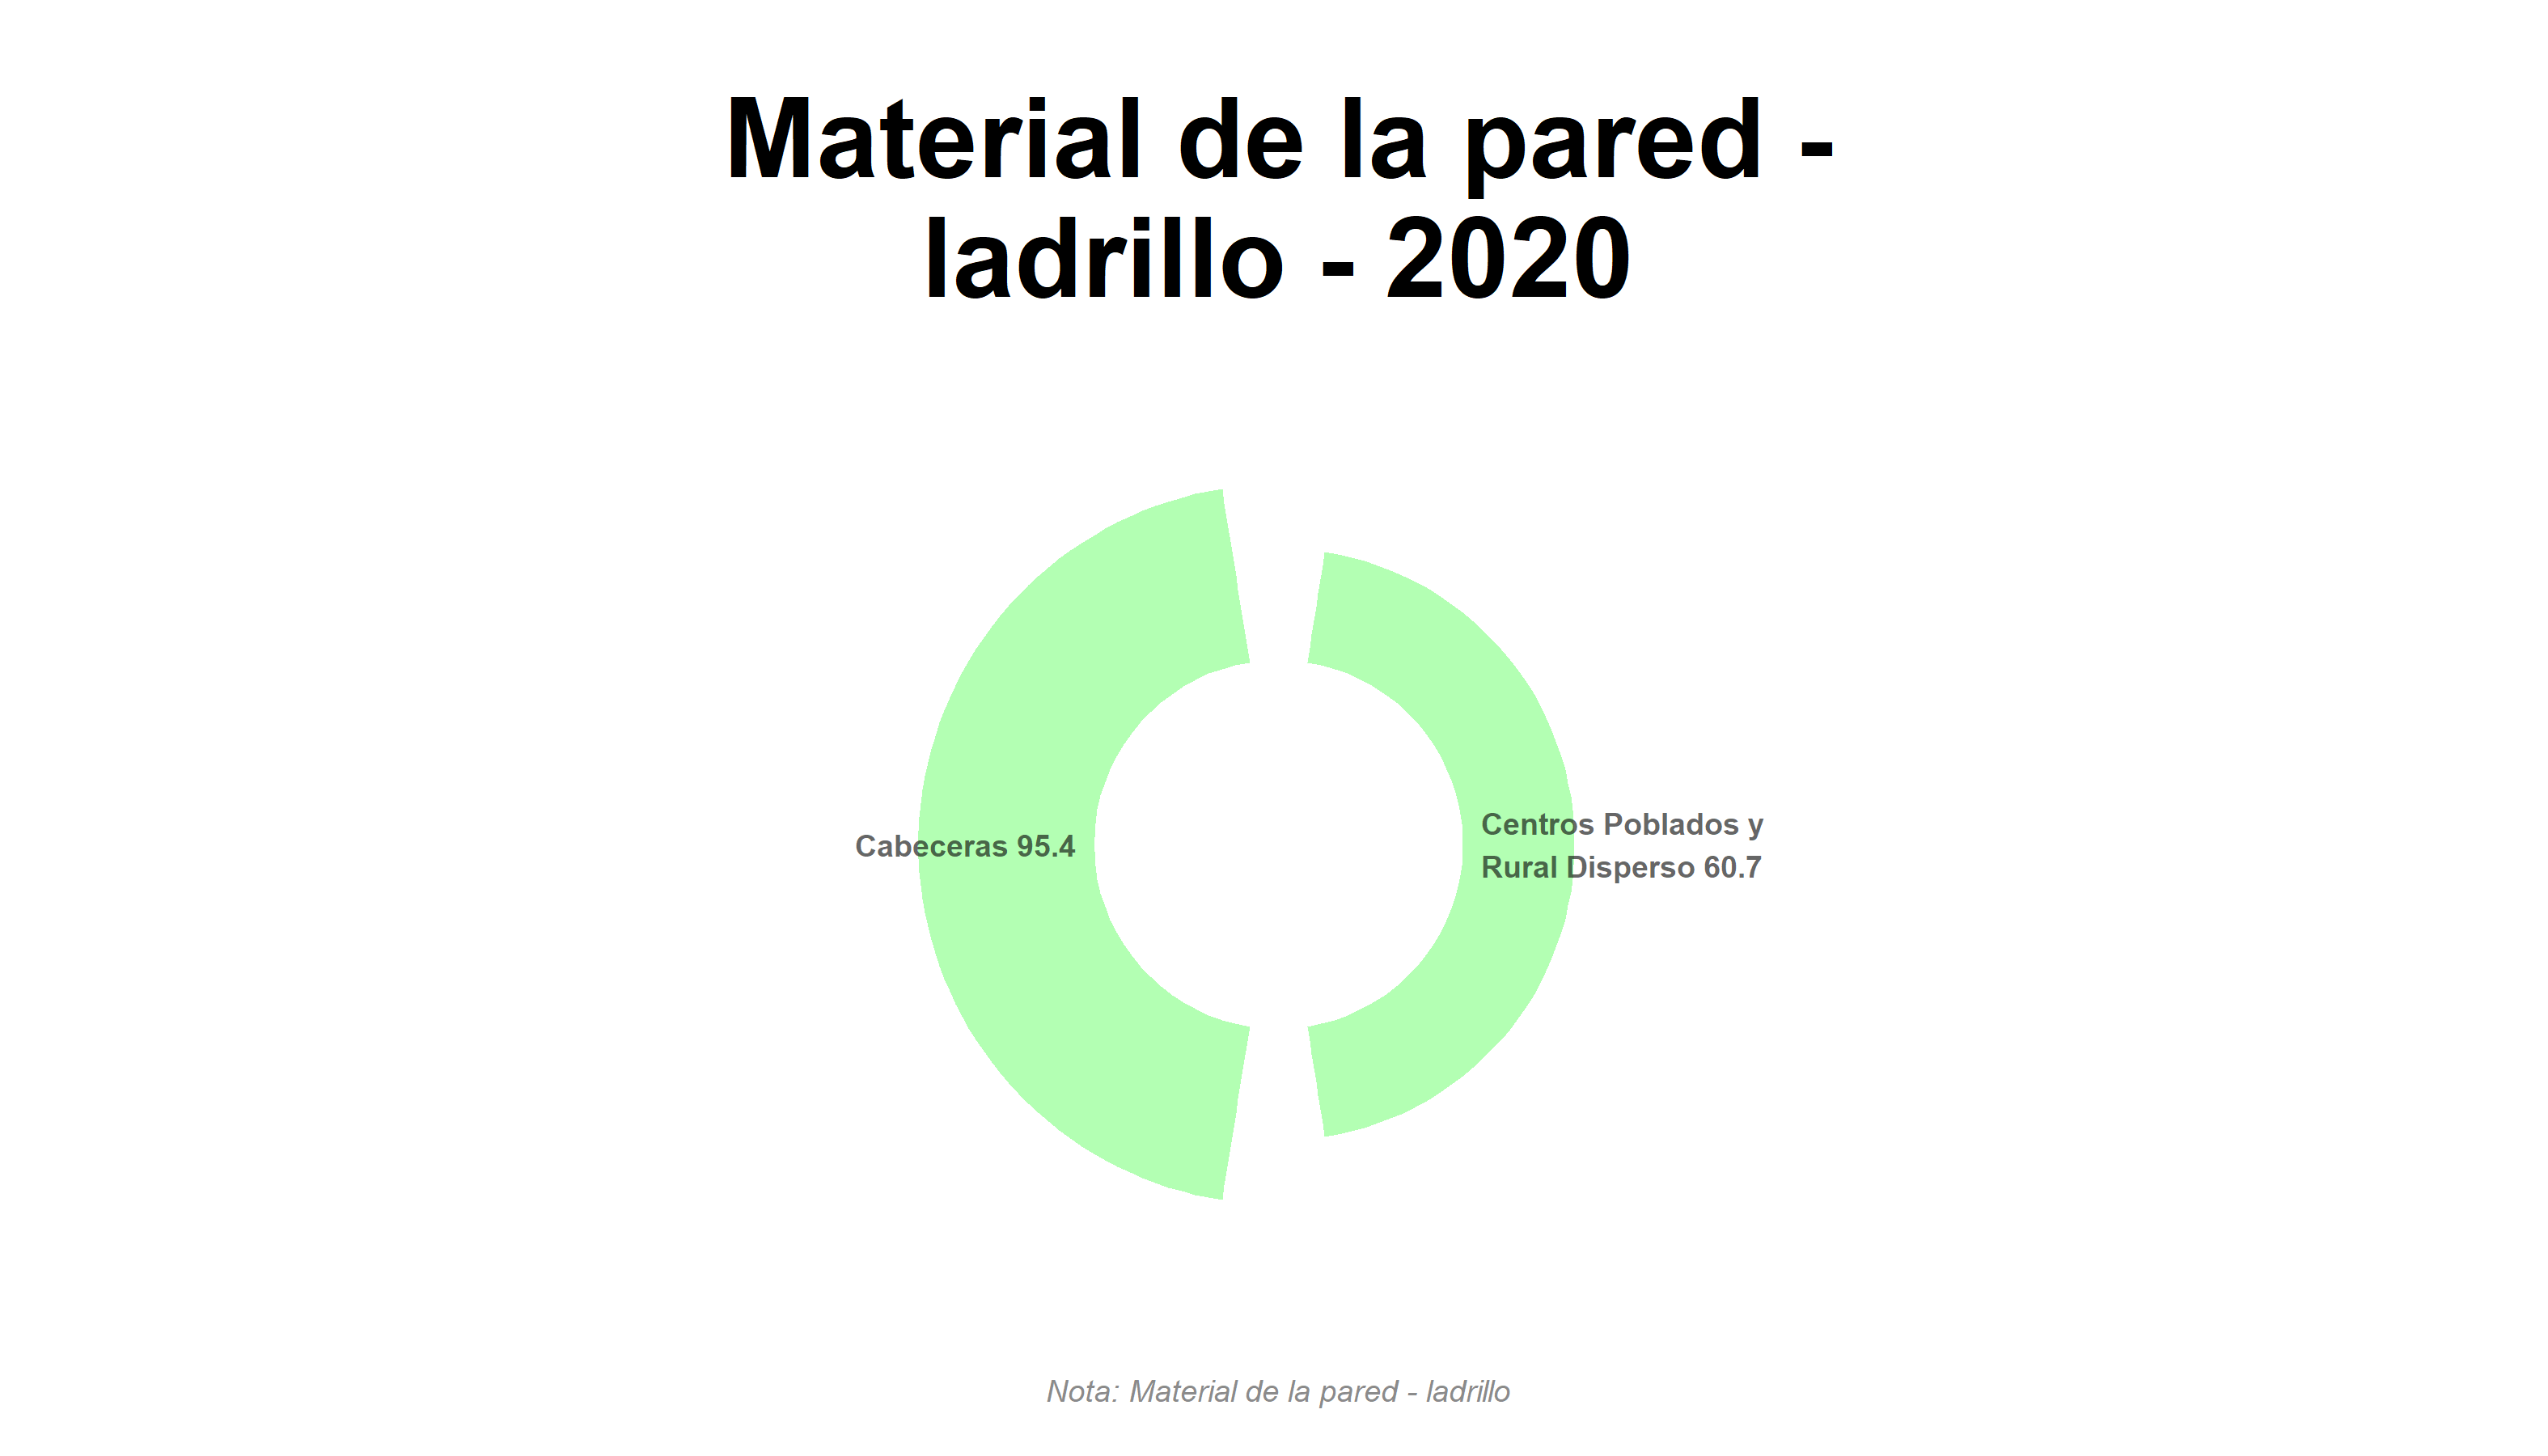 Material de la pared -
ladrillo - 2020
Cabeceras 95.4
Centros Poblados y
Rural Disperso 60.7
Nota: Material de la pared - ladrillo